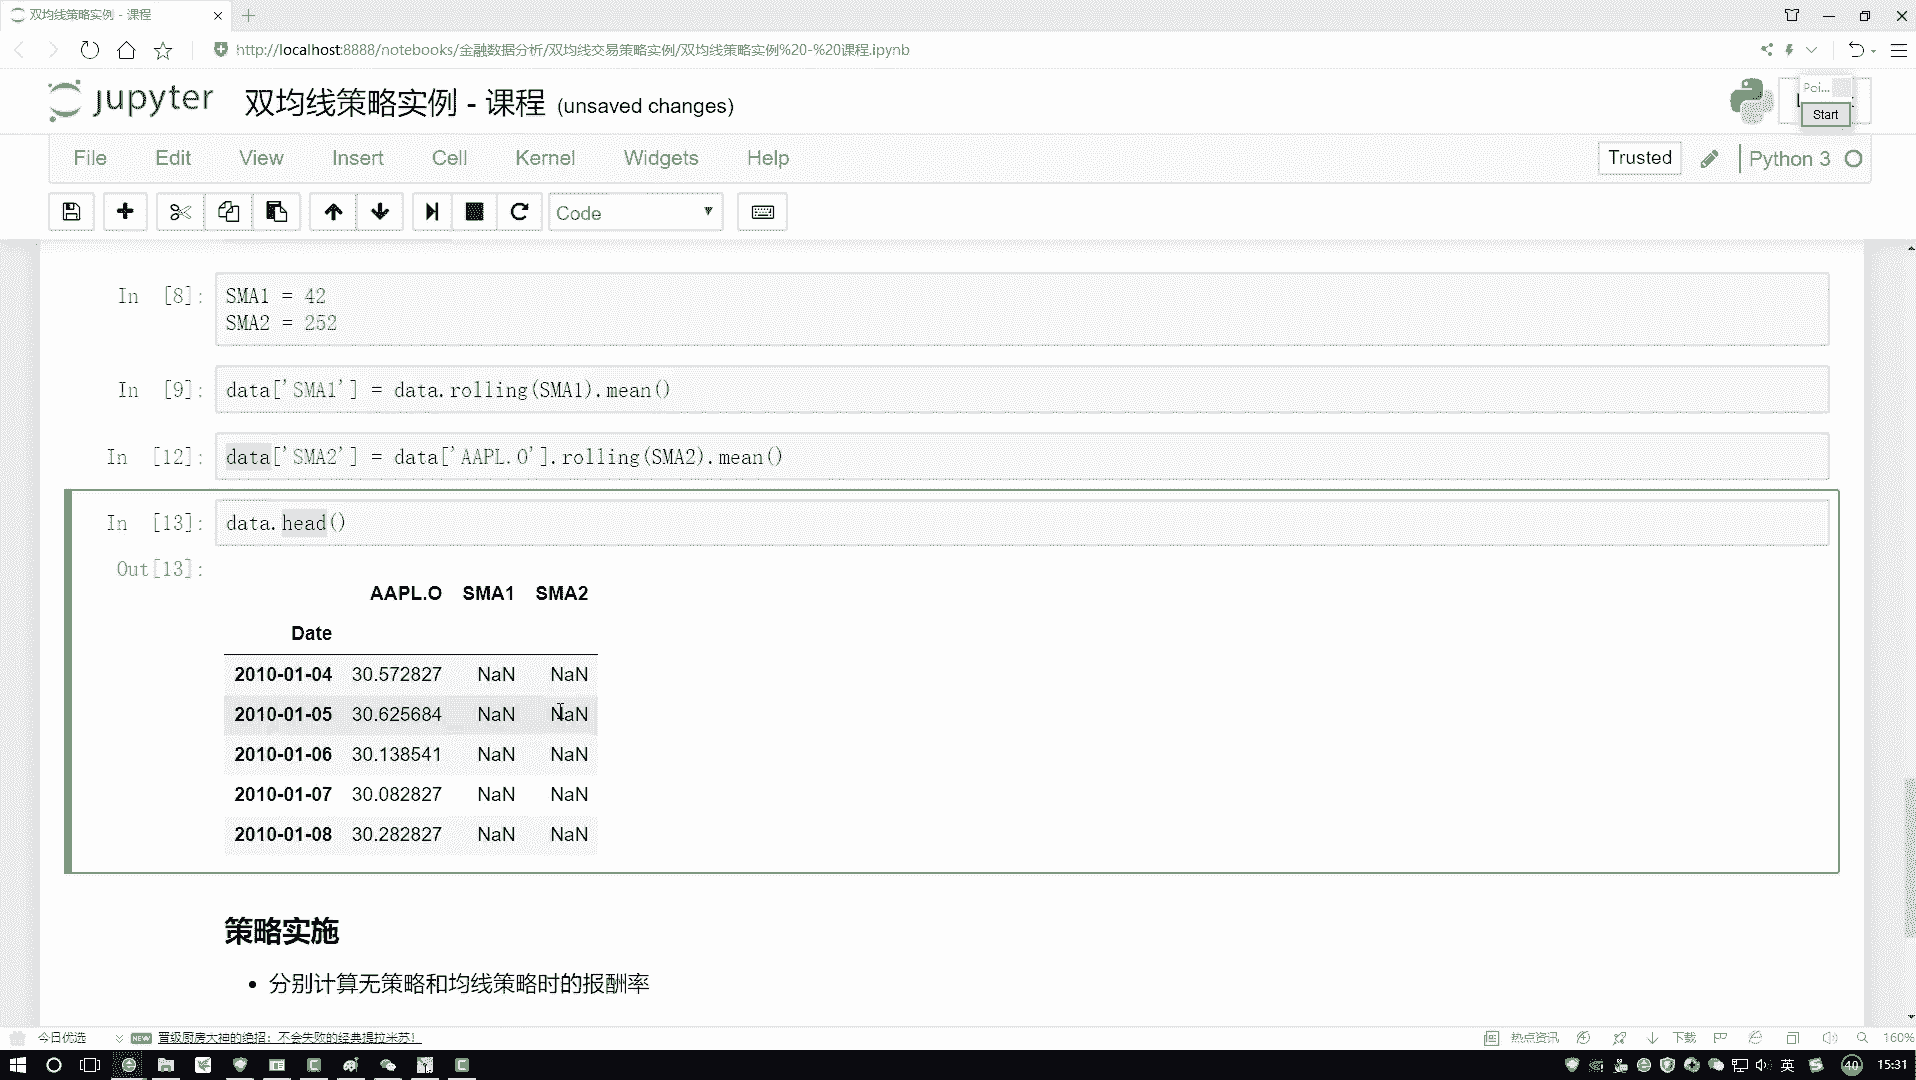 双均线策略实例 - 课程
http://localhost:8888/notebooks/金融数据分析/双均线交易策略实例/双均线策略实例%20-%20课程.ipynb
jupyter 双均线策略实例 - 课程 (unsaved changes)
Poi...
Start
File Edit View Insert Cell Kernel Widgets Help
Trusted
Python 3
Code
In [8]: SMA1 = 42
SMA2 = 252
In [9]: data['SMA1'] = data.rolling(SMA1).mean()
In [12]: data['SMA2'] = data['AAPL.O'].rolling(SMA2).mean()
In [13]: data.head()
Out[13]:
AAPL.O SMA1 SMA2
Date
2010-01-04 30.572827 NaN NaN
2010-01-05 30.625684 NaN NaN
2010-01-06 30.138541 NaN NaN
2010-01-07 30.082827 NaN NaN
2010-01-08 30.282827 NaN NaN
策略实施
• 分别计算无策略和均线策略时的报酬率
今日优选 NEW 晋级厨房大神的绝招：不会失败的经典提拉米苏！
热点资讯 下载 160%
英 40 15:31